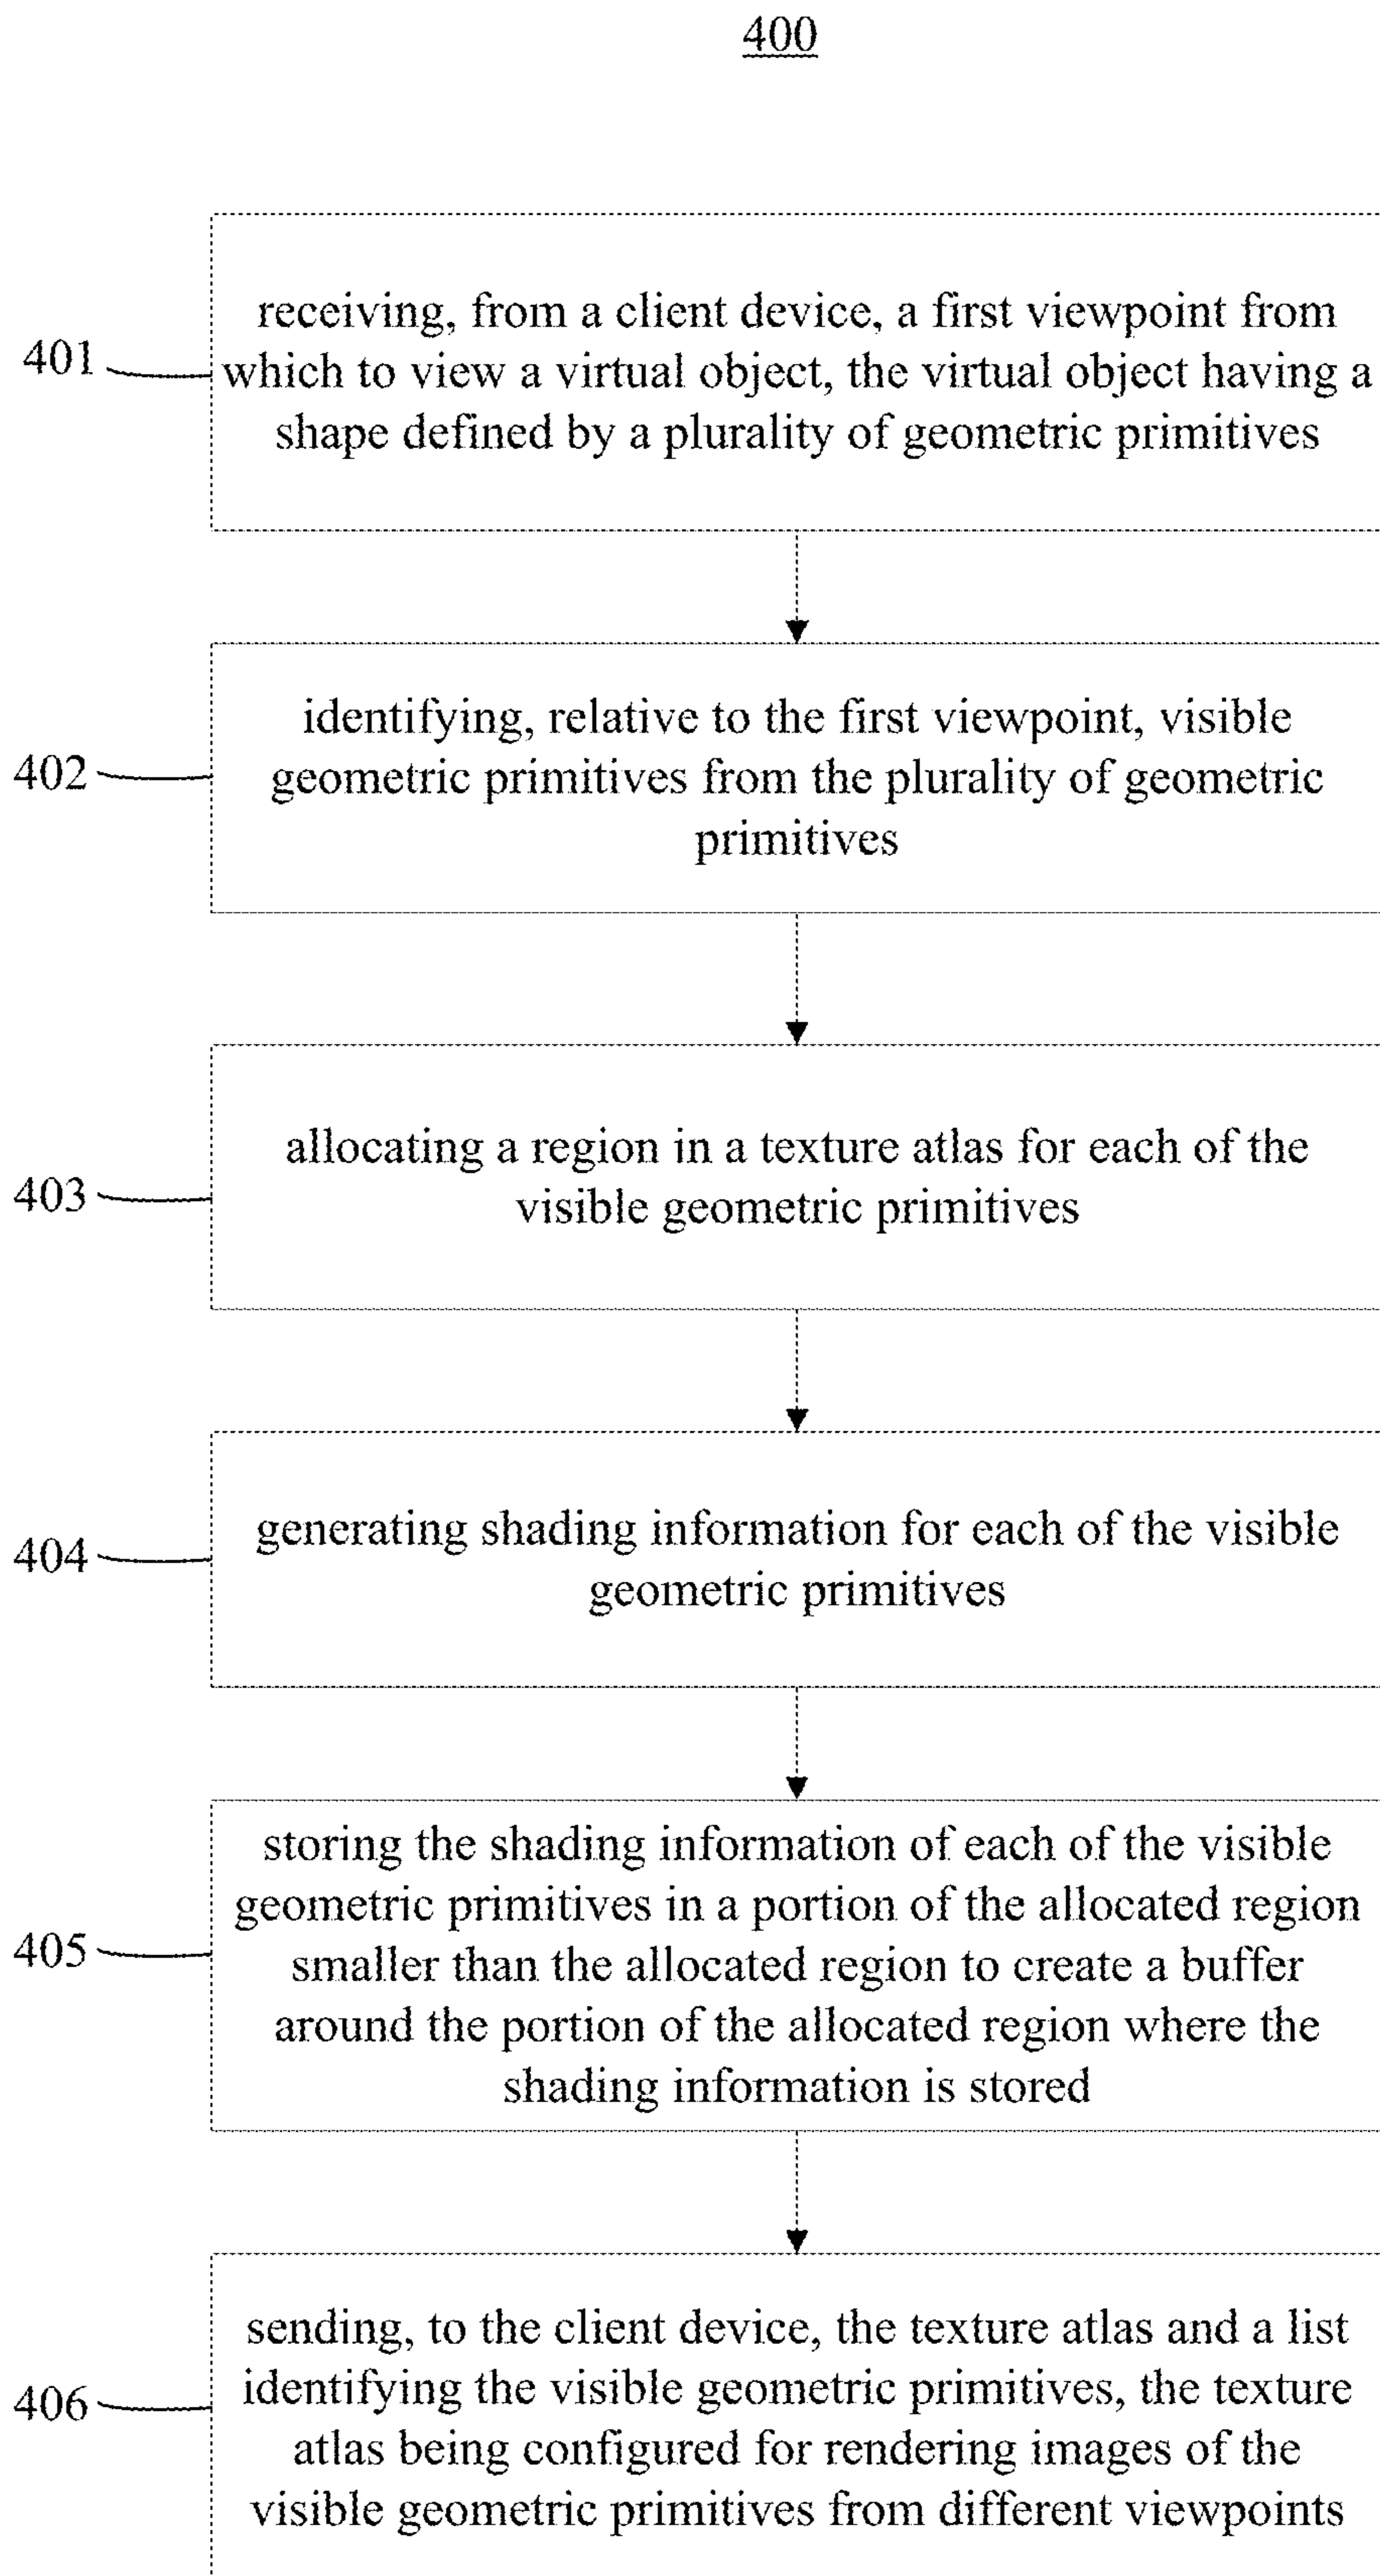 400
401
receiving, from a client device, a first viewpoint from
which to view a virtual object, the virtual object having a
shape defined by a plurality of geometric primitives
402
identifying, relative to the first viewpoint, visible
geometric primitives from the plurality of geometric
primitives
403
allocating a region in a texture atlas for each of the
visible geometric primitives
404
generating shading information for each of the visible
geometric primitives
405
storing the shading information of each of the visible
geometric primitives in a portion of the allocated region
smaller than the allocated region to create a buffer
around the portion of the allocated region where the
shading information is stored
406
sending, to the client device, the texture atlas and a list
identifying the visible geometric primitives, the texture
atlas being configured for rendering images of the
visible geometric primitives from different viewpoints